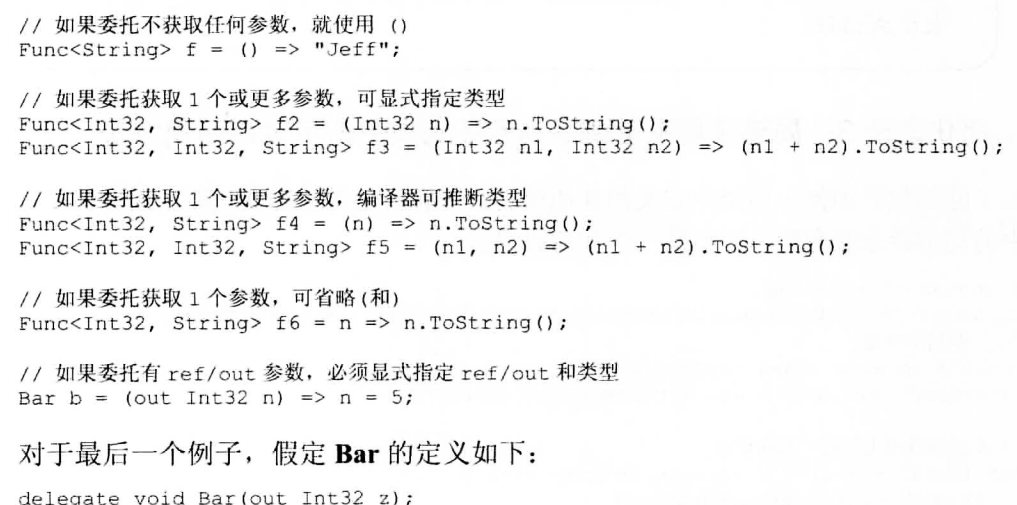 // 如果委托不获取任何参数，就使用 ()
Func<String> f = () => "Jeff";
// 如果委托获取 1 个或更多参数，可显式指定类型
Func<Int32, String> f2 = (Int32 n) => n.ToString();
Func<Int32, Int32, String> f3 = (Int32 n1, Int32 n2) => (n1 + n2).ToString();
// 如果委托获取 1 个或更多参数，编译器可推断类型
Func<Int32, String> f4 = (n) => n.ToString();
Func<Int32, Int32, String> f5 = (n1, n2) => (n1 + n2).ToString();
// 如果委托获取 1 个参数，可省略(和)
Func<Int32, String> f6 = n => n.ToString();
// 如果委托有 ref/out 参数，必须显式指定 ref/out 和类型
Bar b = (out Int32 n) => n = 5;
对于最后一个例子，假定 Bar 的定义如下：
delegate void Bar(out Int32 z);